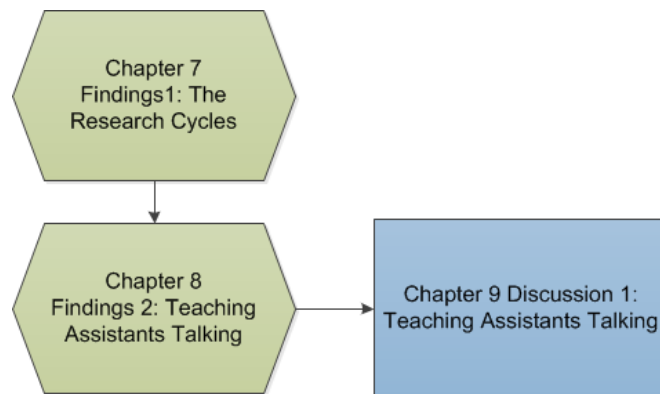 Chapter 7
Findings1: The
Research Cycles
Chapter 8
Findings 2: Teaching
Assistants Talking
Chapter 9 Discussion 1:
Teaching Assistants Talking